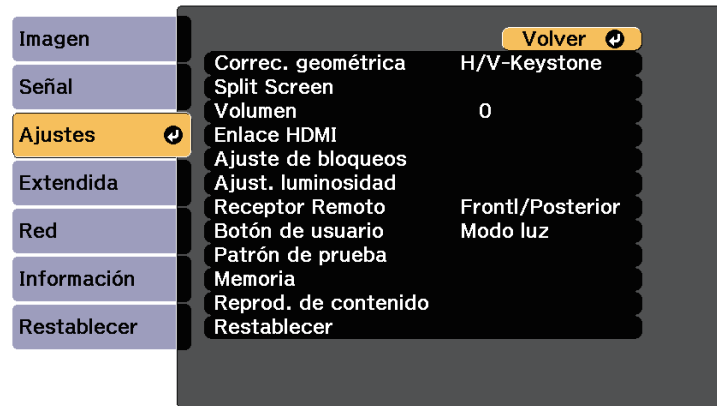 Imagen
Señal
Ajustes
Extendida
Red
Información
Restablecer
Volver
Correc. geométrica H/V-Keystone
Split Screen
Volumen 0
Enlace HDMI
Ajuste de bloqueos
Ajust. luminosidad
Receptor Remoto Frontl/Posterior
Botón de usuario Modo luz
Patrón de prueba
Memoria
Reprod. de contenido
Restablecer